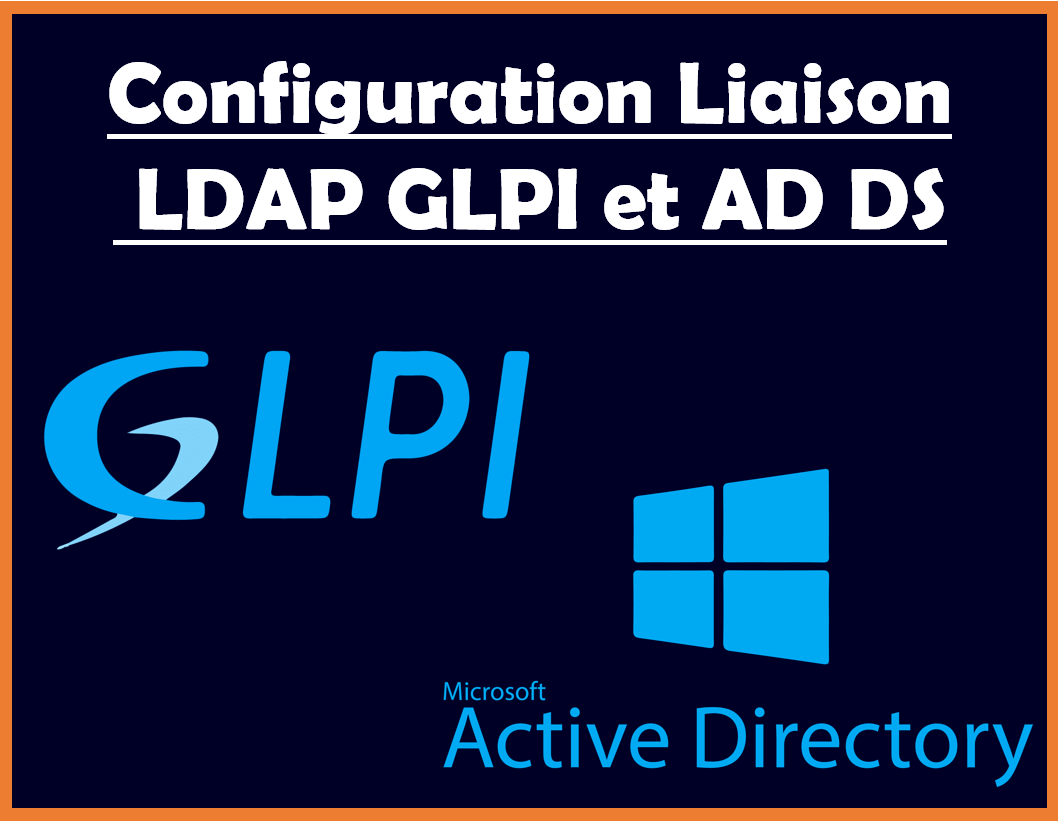 Configuration Liaison
LDAP GLPI et AD DS
GLPI
Microsoft
Active Directory